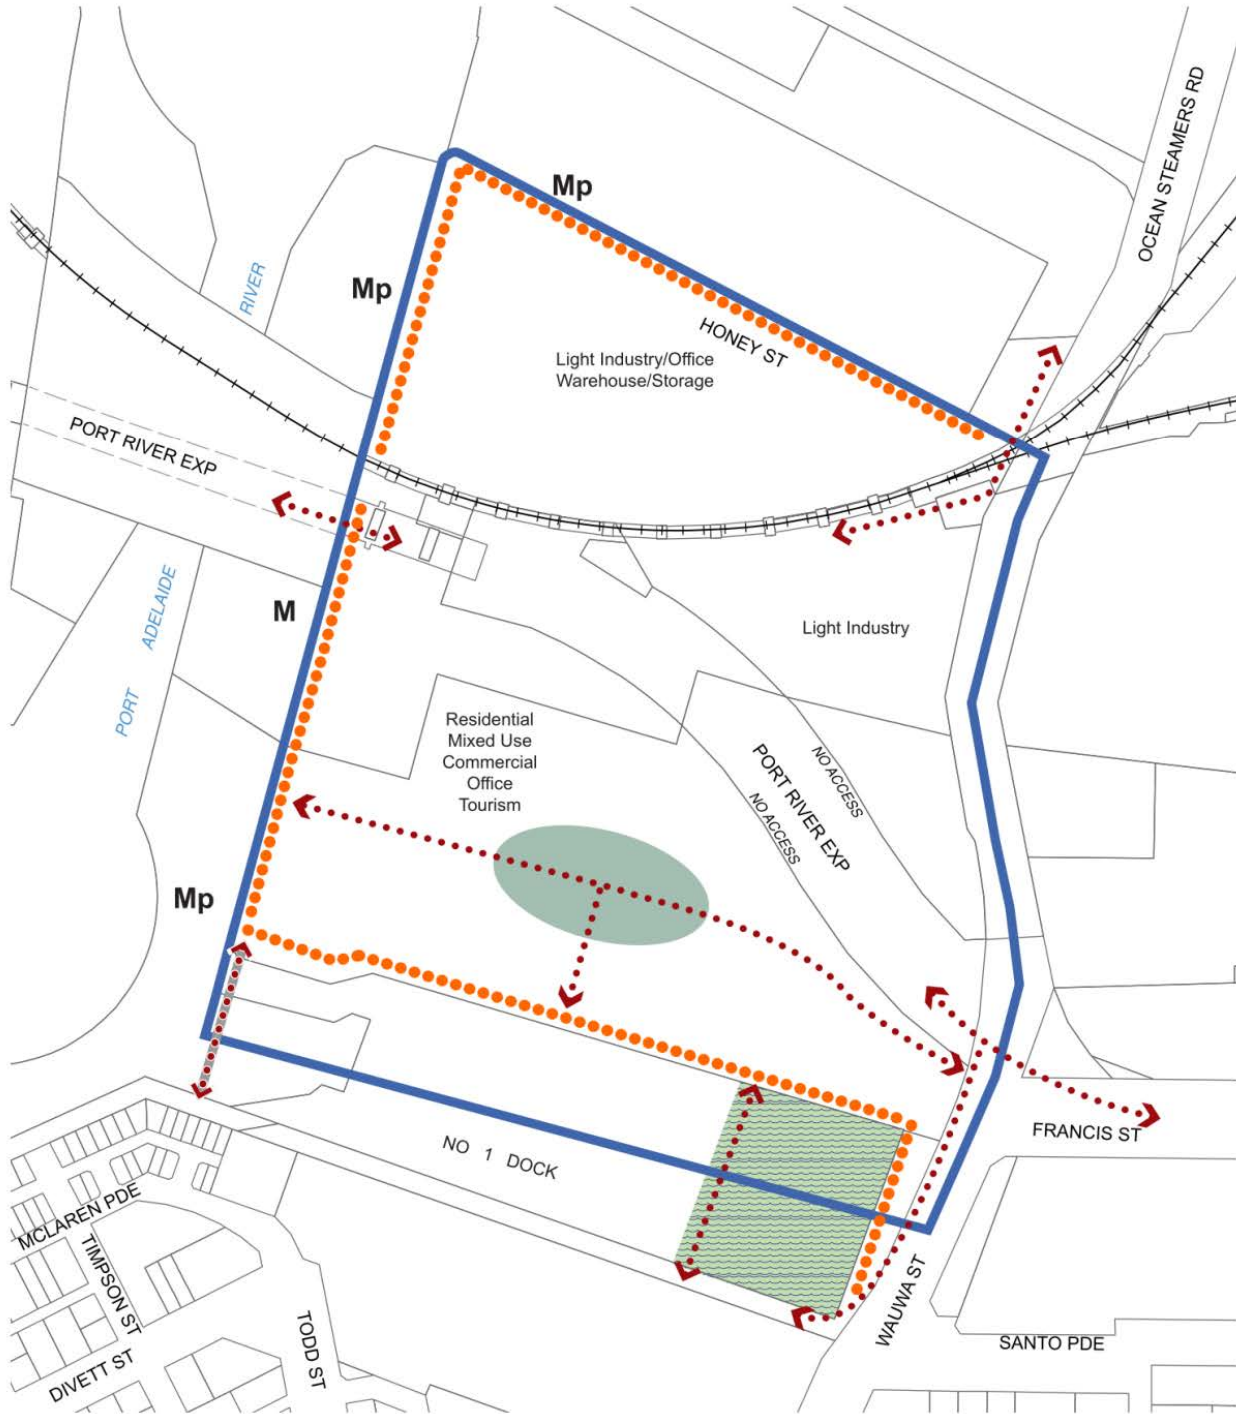 OCEAN STEAMERS RD
Mp
RIVER
Mp
HONEY ST
Light Industry/Office
Warehouse/Storage
PORT RIVER EXP
M
ADELAIDE
PORT
Light Industry
Residential
Mixed Use
Commercial
Office
Tourism
NO ACCESS
PORT RIVER EXP
NO ACCESS
Mp
FRANCIS ST
NO 1 DOCK
MCLAREN PDE
TIMPSON ST
DIVETT ST
TODD ST
WAUWA ST
SANTO PDE